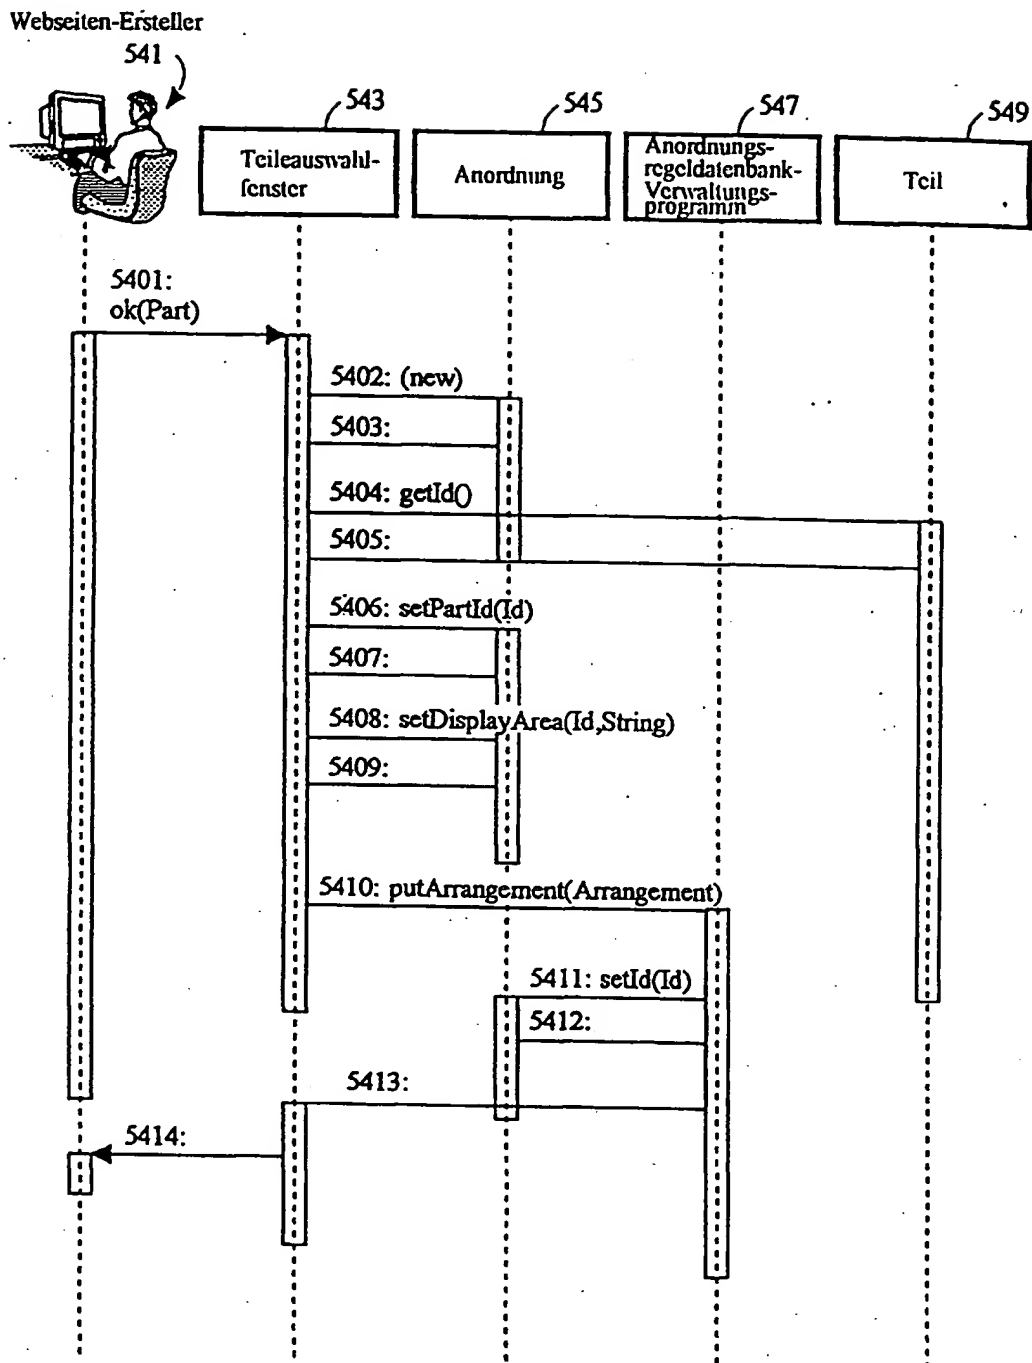 Webseiten-Ersteller
541
543
545
547
549
Teileauswahl-
fenster
Anordnung
Anordnungs-
regeldatenbank-
Verwaltungs-
programm
Teil
5401:
ok(Part)
5402: (new)
5403:
5404: getId()
5405:
5406: setPartId(Id)
5407:
5408: setDisplayArea(Id,String)
5409:
5410: putArrangement(Arrangement)
5411: setId(Id)
5412:
5413:
5414: